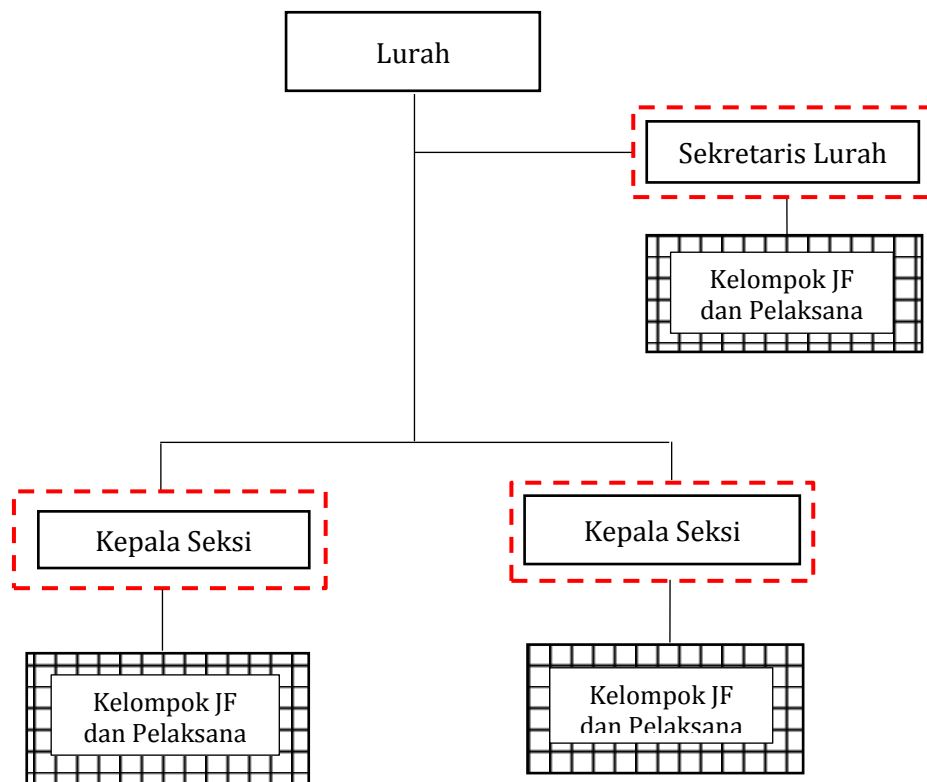 Lurah
Sekretaris Lurah
Kelompok JF
dan Pelaksana
Kepala Seksi
Kepala Seksi
Kelompok JF
dan Pelaksana
Kelompok JF
dan Pelaksana